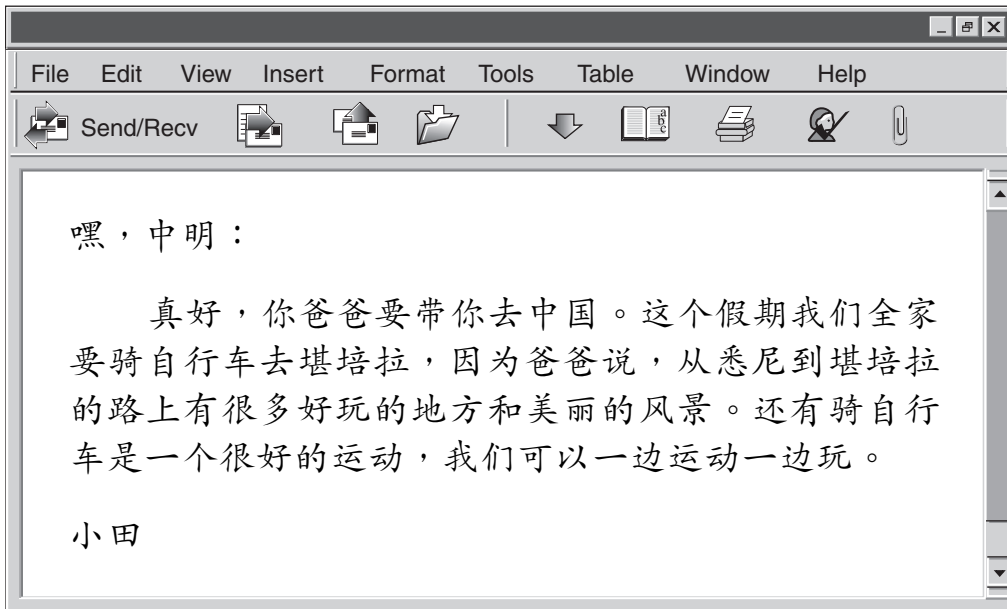 File Edit View Insert Format Tools Table Window Help
Send/Recv
嘿，中明：
真好，你爸爸要带你去中国。这个假期我们全家
要骑自行车去堪培拉，因为爸爸说，从悉尼到堪培拉
的路上有很多好玩的地方和美丽的风景。还有骑自行
车是一个很好的运动，我们可以一边运动一边玩。
小田